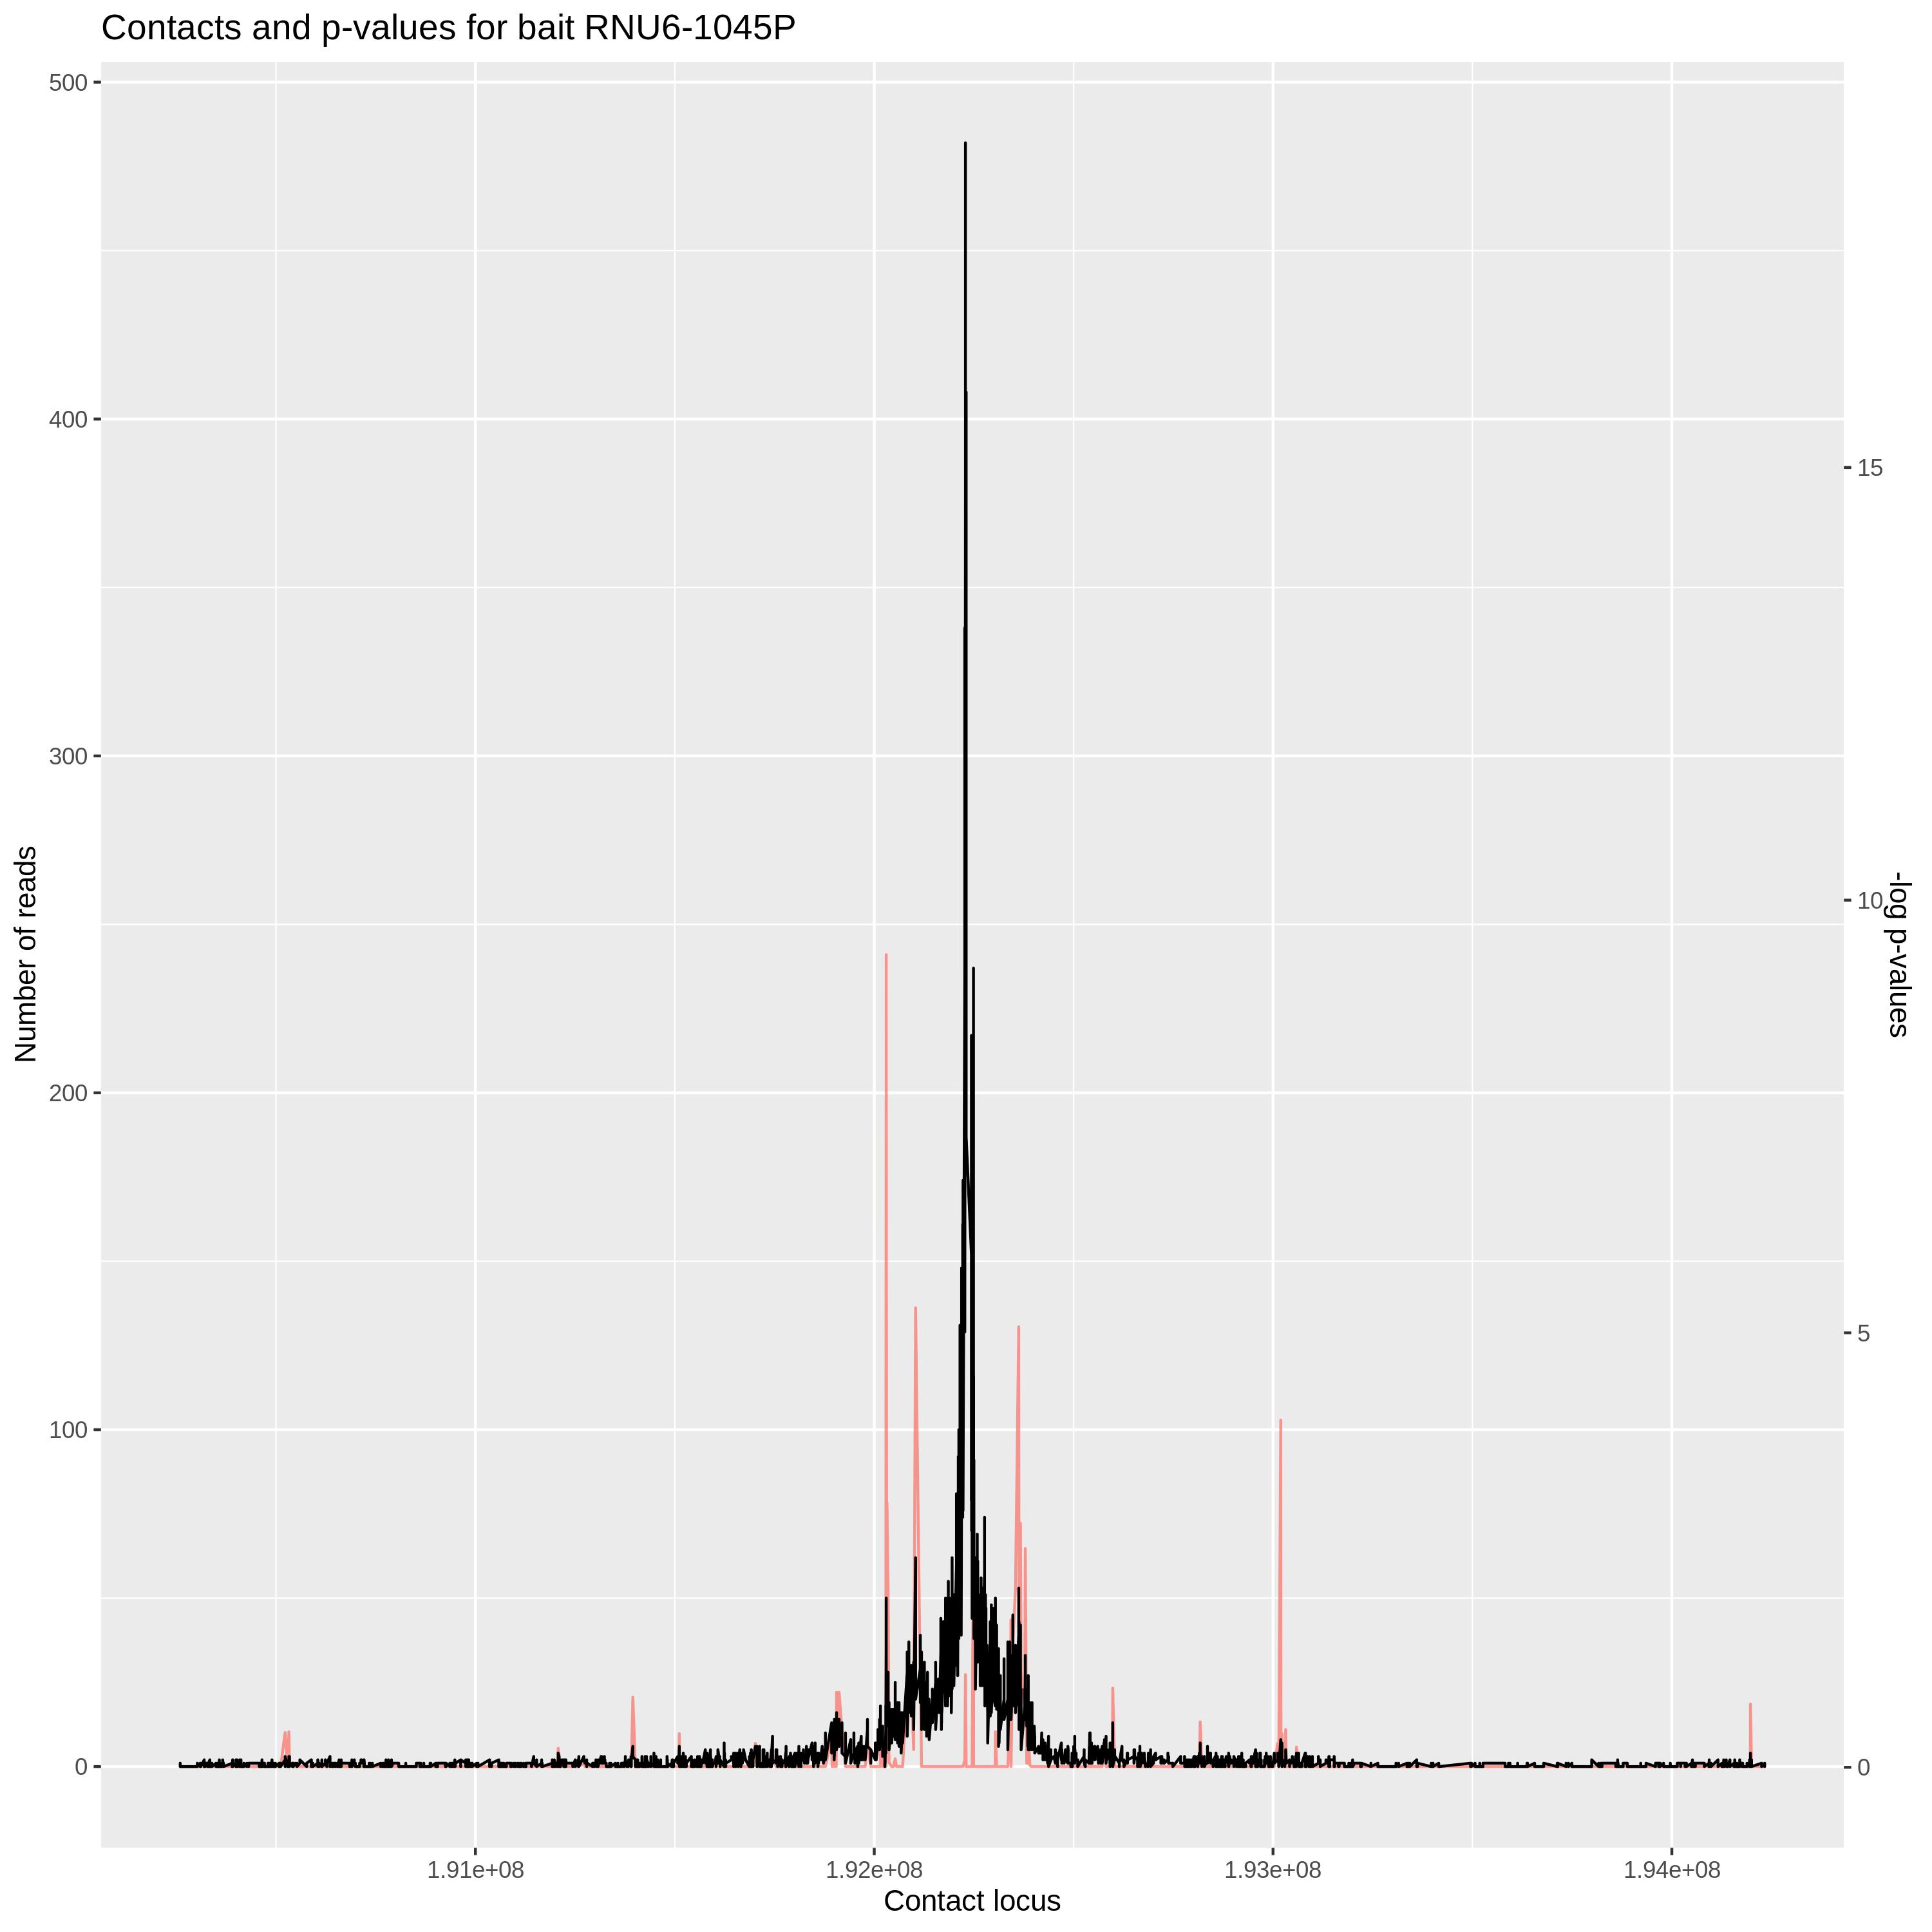 Contacts and p-values for bait RNU6-1045P
500
400
300
200
100
0
Number of reads
15
10
5
0
-log p-values
1.91e+08
1.92e+08
1.93e+08
1.94e+08
Contact locus